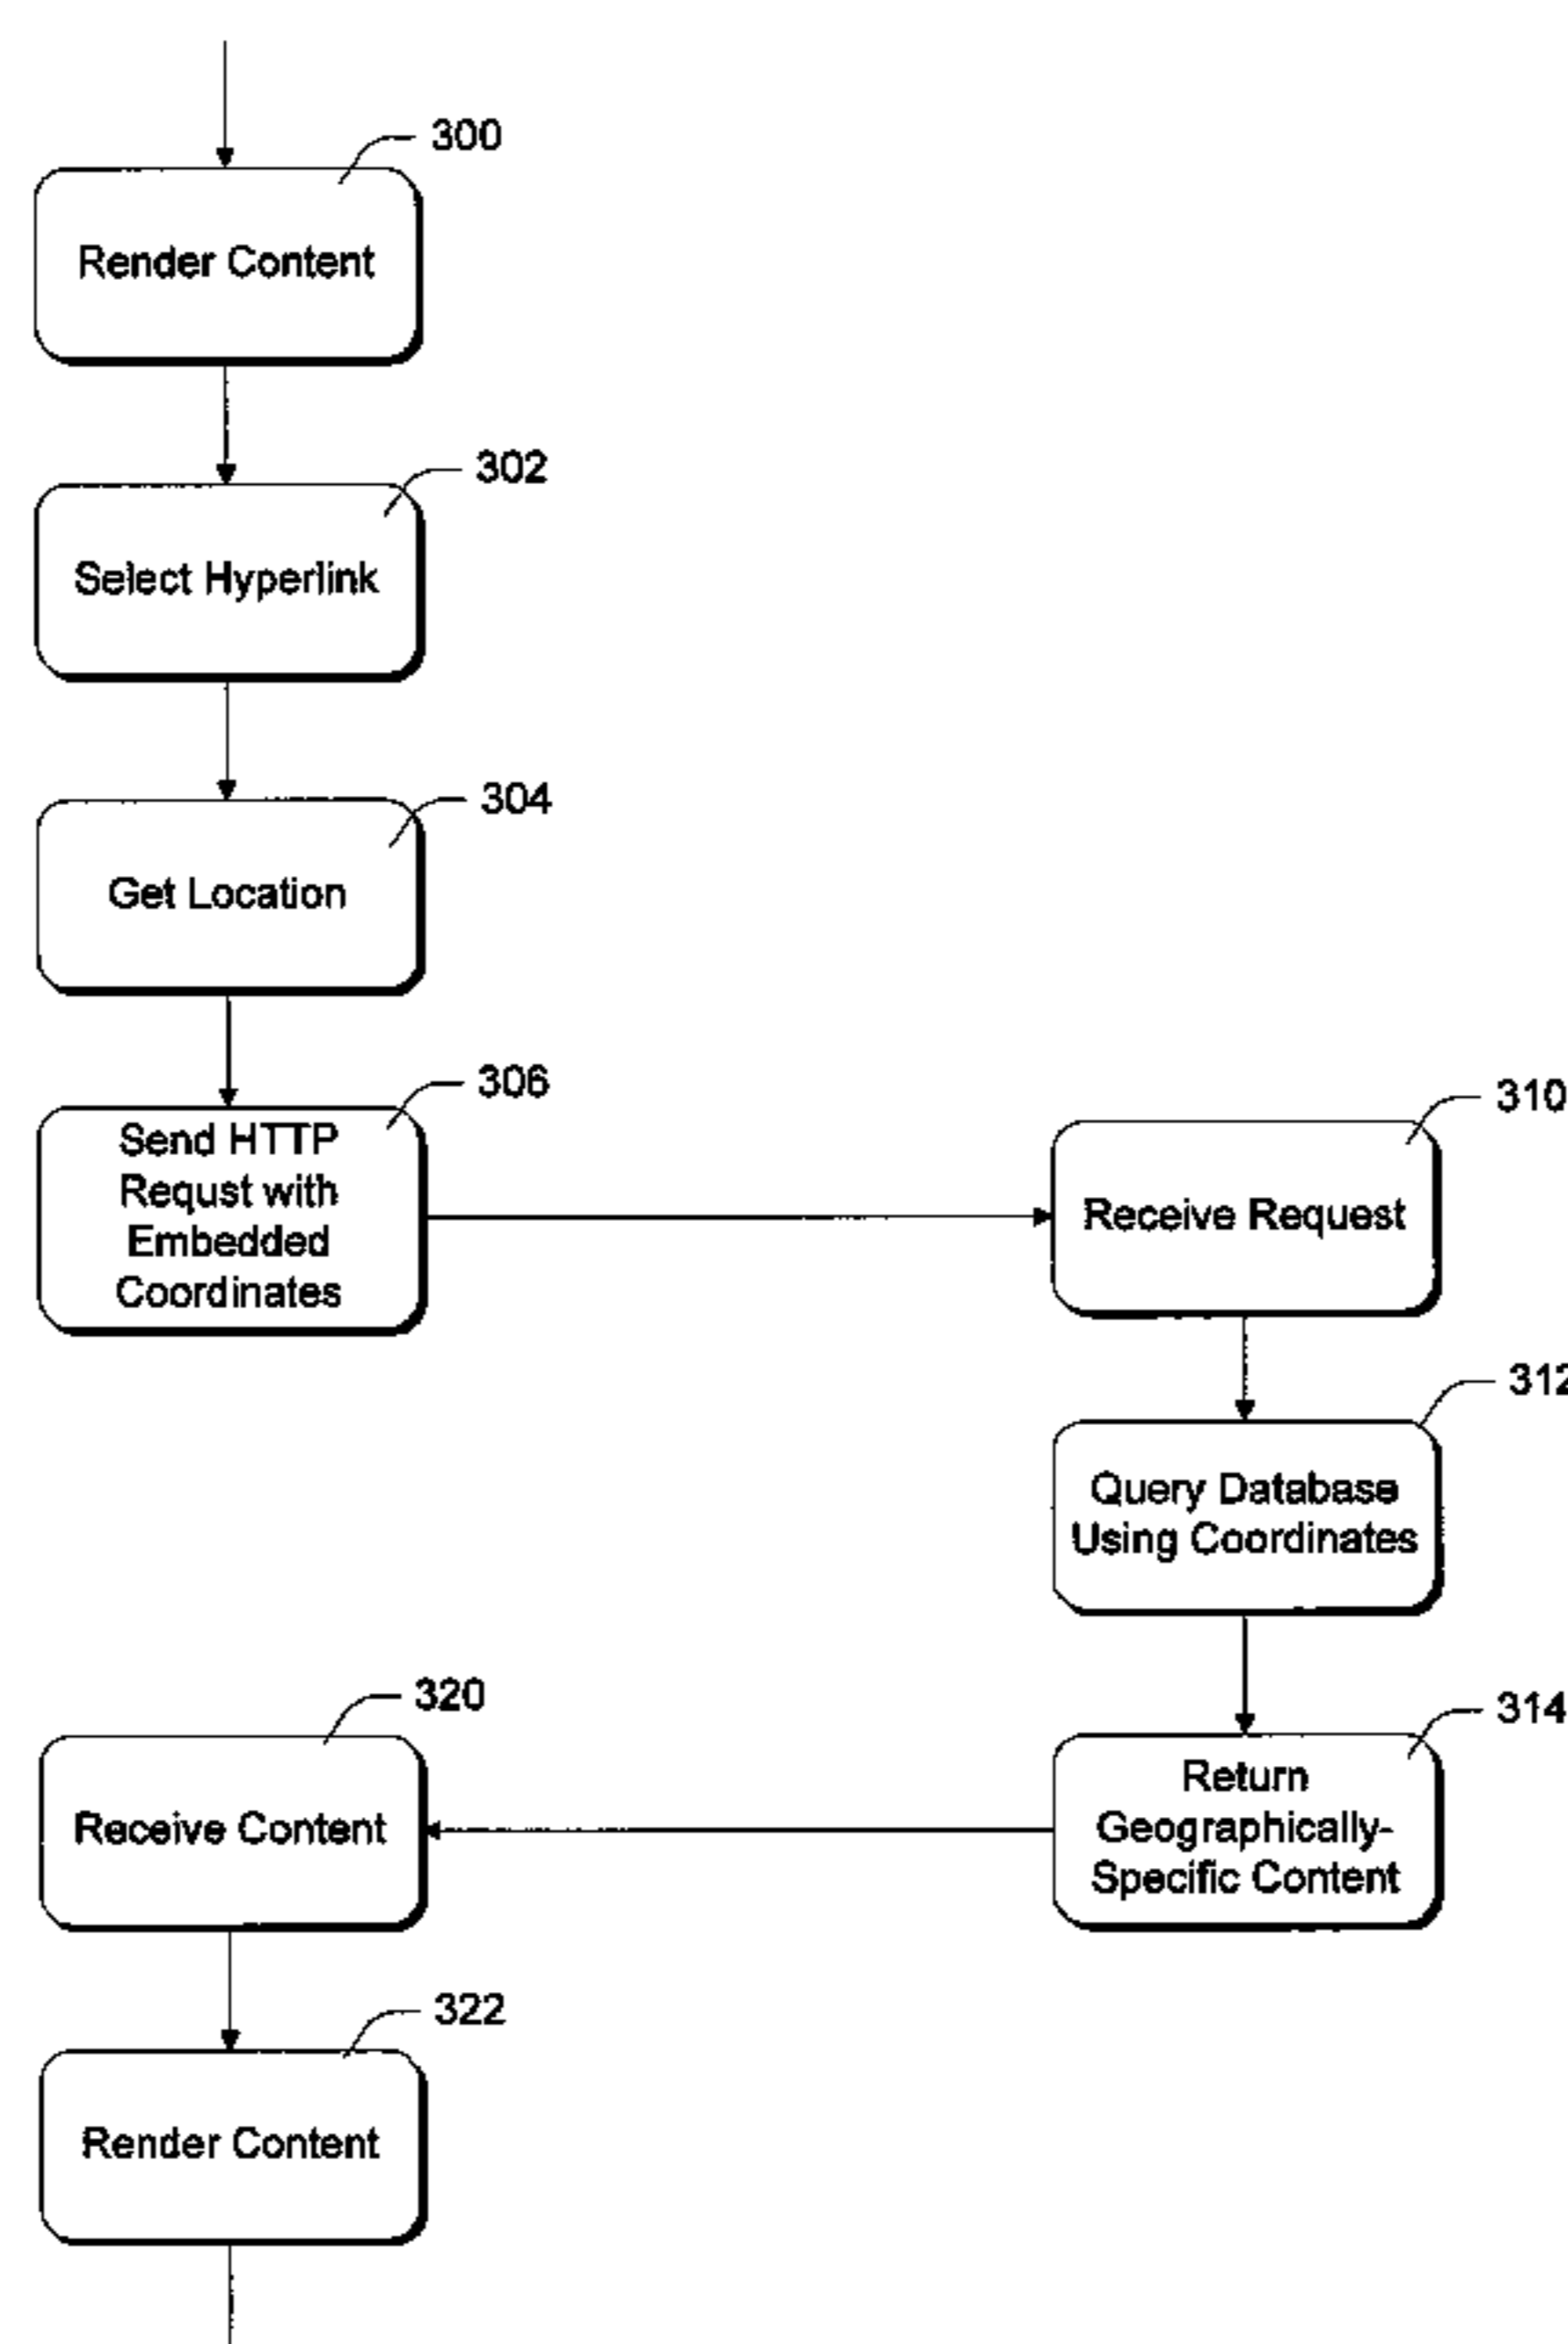 300
Render Content
302
Select Hyperlink
304
Get Location
306
Send HTTP
Requst with
Embedded
Coordinates
310
Receive Request
312
Query Database
Using Coordinates
314
Return
Geographically-
Specific Content
320
Receive Content
322
Render Content